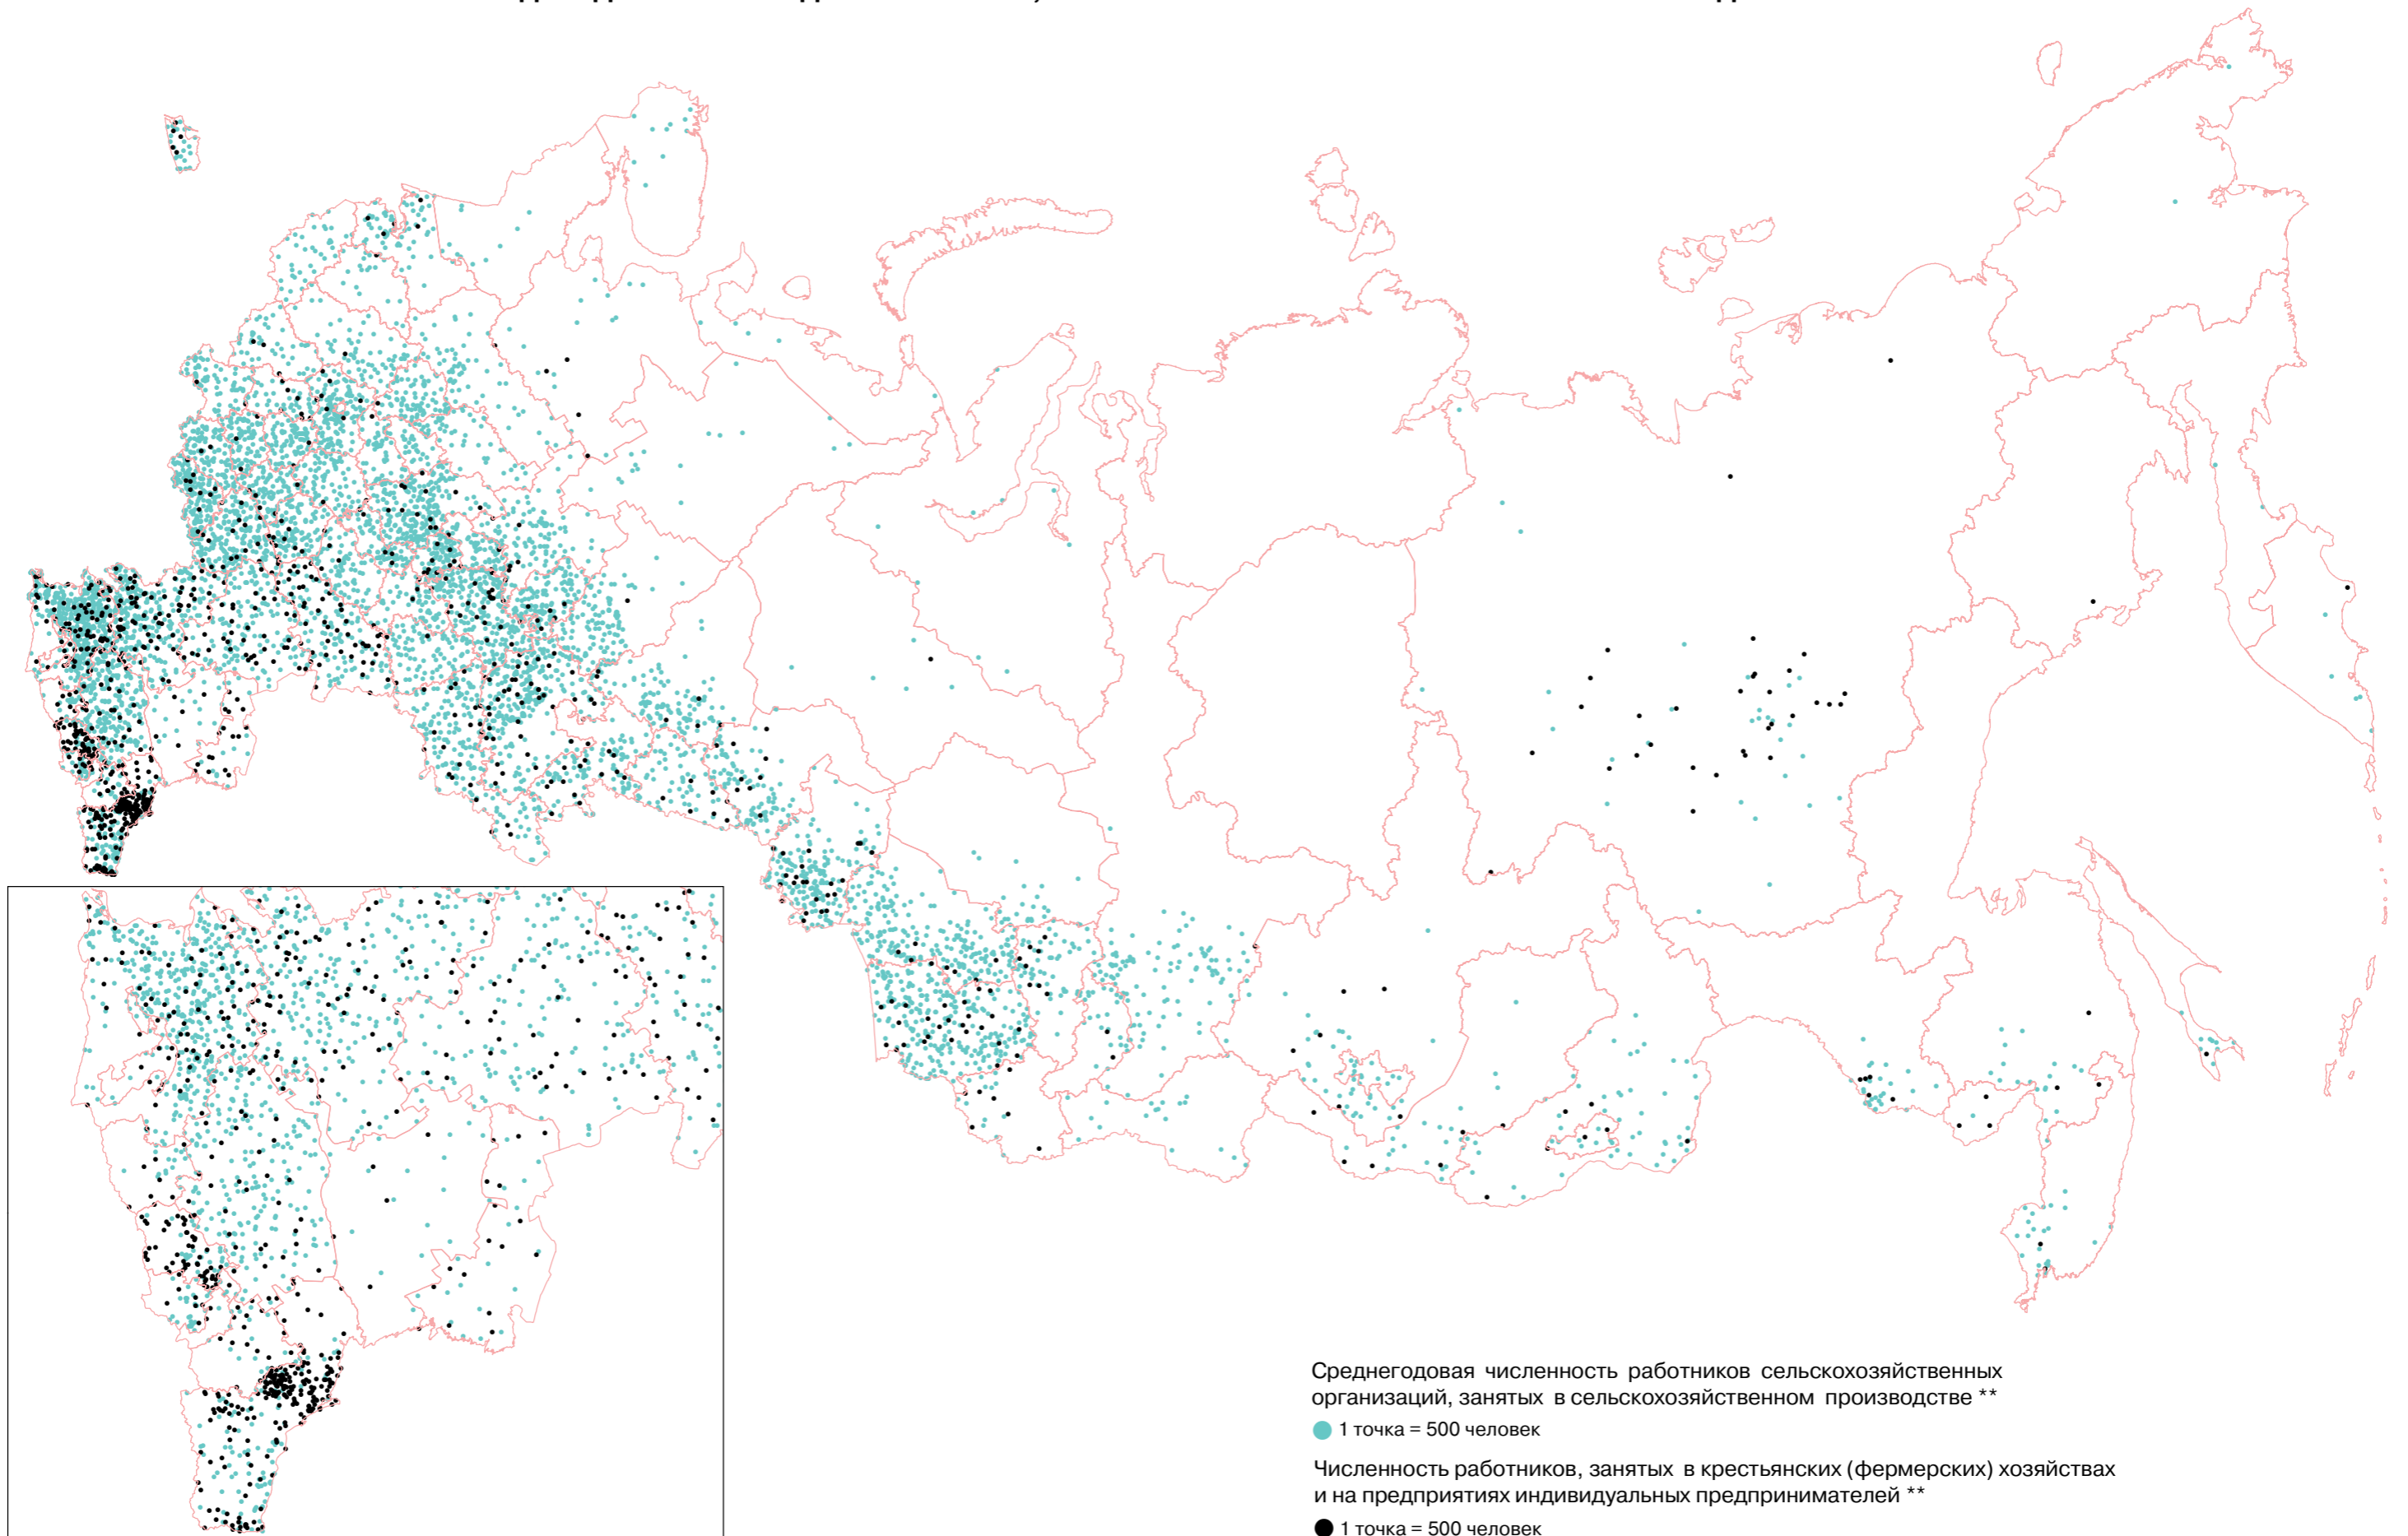 Среднегодовая численность работников сельскохозяйственных
организаций, занятых в сельскохозяйственном производстве **
1 точка = 500 человек
Численность работников, занятых в крестьянских (фермерских) хозяйствах
и на предприятиях индивидуальных предпринимателей **
1 точка = 500 человек